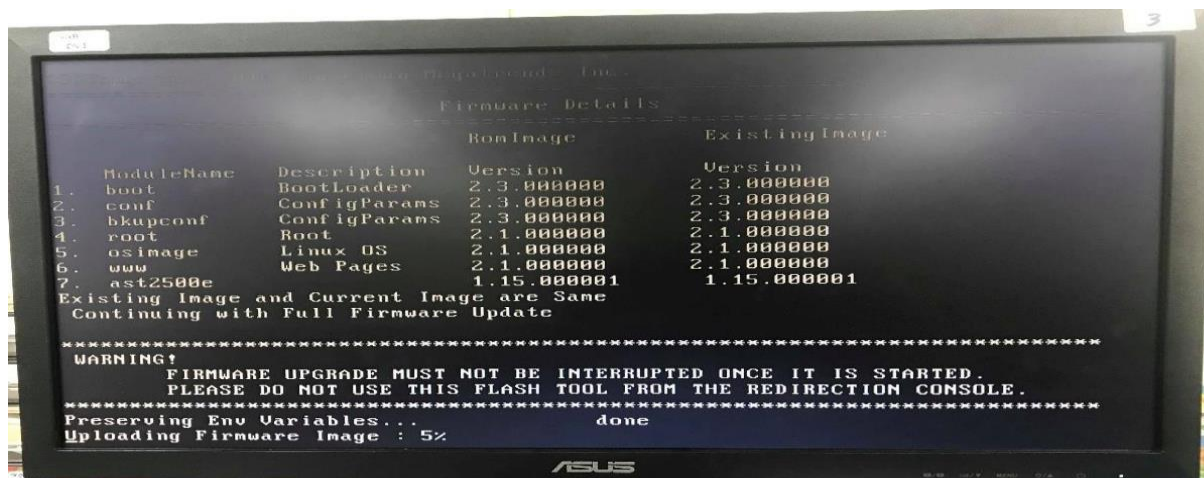 3
Inc.
Firmware Details
RomImage ExistingImage
ModuleName Description Version Version
1. boot BootLoader 2.3.000000 2.3.000000
2. conf ConfigParams 2.3.000000 2.3.000000
3. bkupconf ConfigParams 2.3.000000 2.3.000000
4. root Root 2.1.000000 2.1.000000
5. osimage Linux OS 2.1.000000 2.1.000000
6. www Web Pages 2.1.000000 2.1.000000
7. ast2500e 1.15.000001 1.15.000001
Existing Image and Current Image are Same
Continuing with Full Firmware Update
WARNING!
FIRMWARE UPGRADE MUST NOT BE INTERRUPTED ONCE IT IS STARTED.
PLEASE DO NOT USE THIS FLASH TOOL FROM THE REDIRECTION CONSOLE.
Preserving Env Variables... done
Uploading Firmware Image : 5%
ASUS